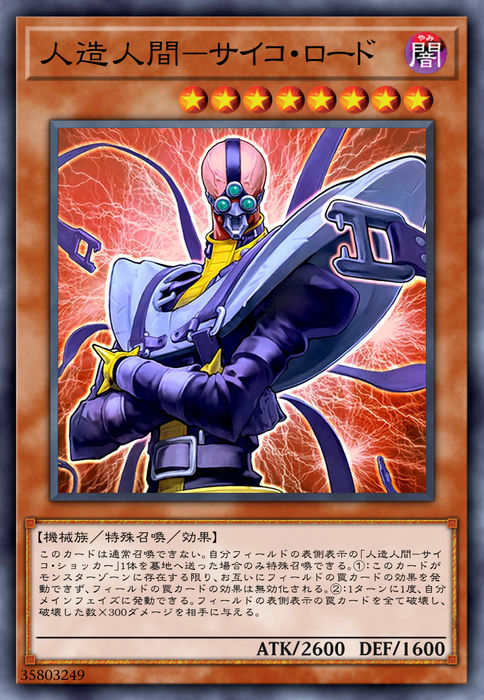 人造人間－サイコ・ロード
やみ
闇
【機械族／特殊召喚／効果】
このカードは通常召喚できない。自分フィールドの表側表示の「人造人間－サイ
コ・ショッカー」1体を墓地へ送った場合のみ特殊召喚できる。①：このカードが
モンスターゾーンに存在する限り、お互いにフィールドの罠カードの効果を発
動できず、フィールドの罠カードの効果は無効化される。②：1ターンに1度、自分
メインフェイズに発動できる。フィールドの表側表示の罠カードを全て破壊し、
破壊した数×300ダメージを相手に与える。
ATK/2600 DEF/1600
35803249